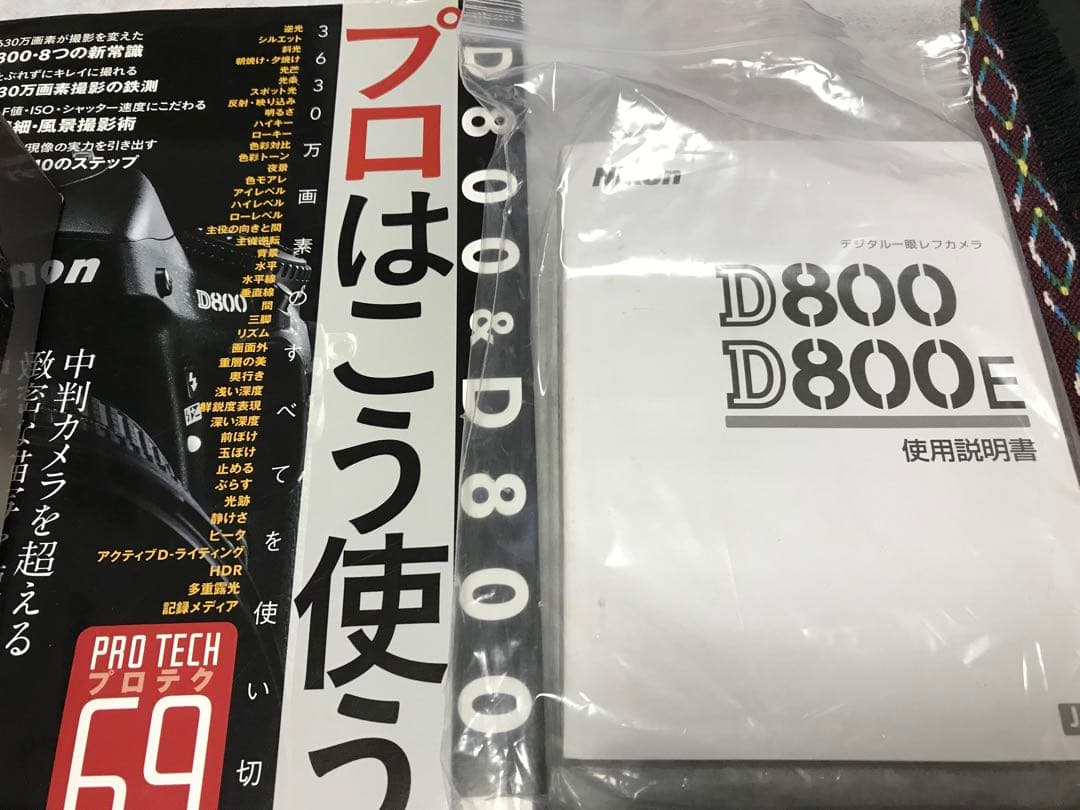 630万画素が撮影を変えた
800・8つの新常識
ぶれずにキレイに撮れる
30万画素撮影の鉄測
F値・ISO・シャッター速度にこだわる
細・風景撮影術
現像の実力を引き出す
10のステップ
逆光
シルエット
斜光
朝焼け・夕焼け
光芒
光条
スポット光
反射・映り込み
明るさ
ハイキー
ローキー
色彩対比
色彩トーン
夜景
色モアレ
アイレベル
ハイレベル
ローレベル
主役の向きと間
主従逆転
背景
水平
水平線
垂直線
間
三脚
リズム
画面外
重層の美
奥行き
浅い深度
鮮鋭度表現
深い深度
前ぼけ
玉ぼけ
止める
ぶらす
光跡
静けさ
ピータ
アクティブD-ライティング
HDR
多重露光
記録メディア
3630万画素のすべてを使い切
プロはこう使う
D800&D800
non
D800
中判カメラを超える
緻密な描写
PRO TECH
プロテク
69
Nikon
デジタル一眼レフカメラ
D800
D800E
使用説明書
J